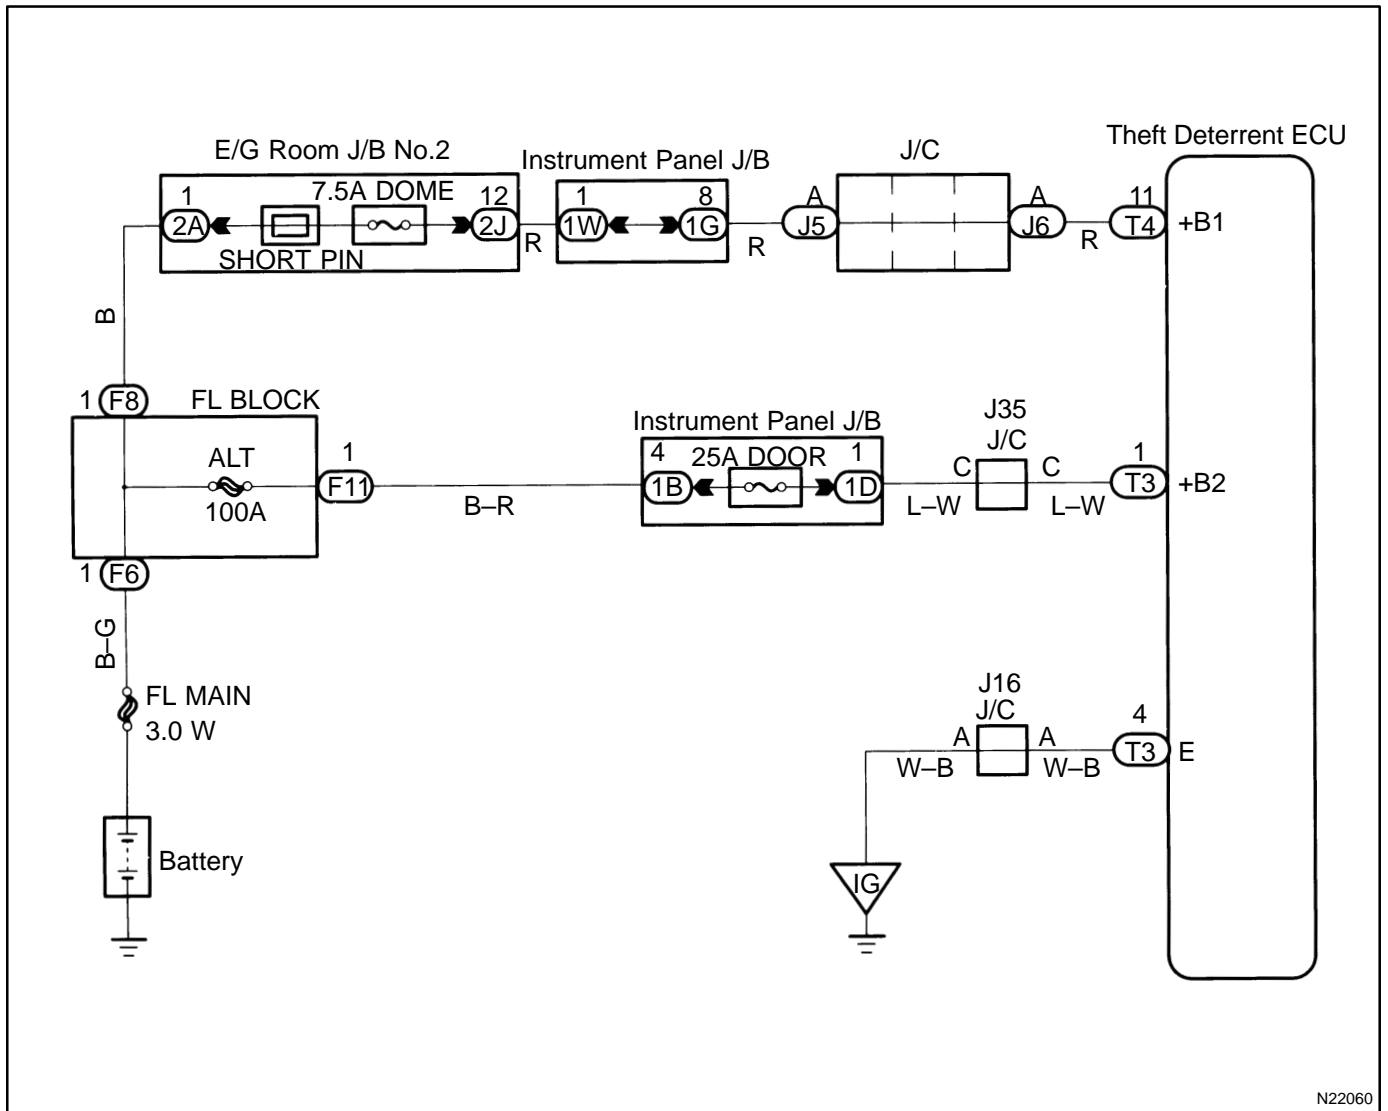 Theft Deterrent ECU
E/G Room J/B No.2
Instrument Panel J/B
J/C
1
7.5A DOME
12
1
8
A
A
11
2A
2J
1W
1G
J5
J6
T4
+B1
R
R
R
SHORT PIN
B
1
F8
FL BLOCK
ALT
100A
1
F11
B–R
Instrument Panel J/B
4
25A DOOR
1
1B
1D
J35
J/C
C
C
L–W
L–W
1
T3
+B2
1
F6
B–G
FL MAIN
3.0 W
Battery
J16
J/C
A
A
W–B
W–B
4
T3
E
IG
N22060